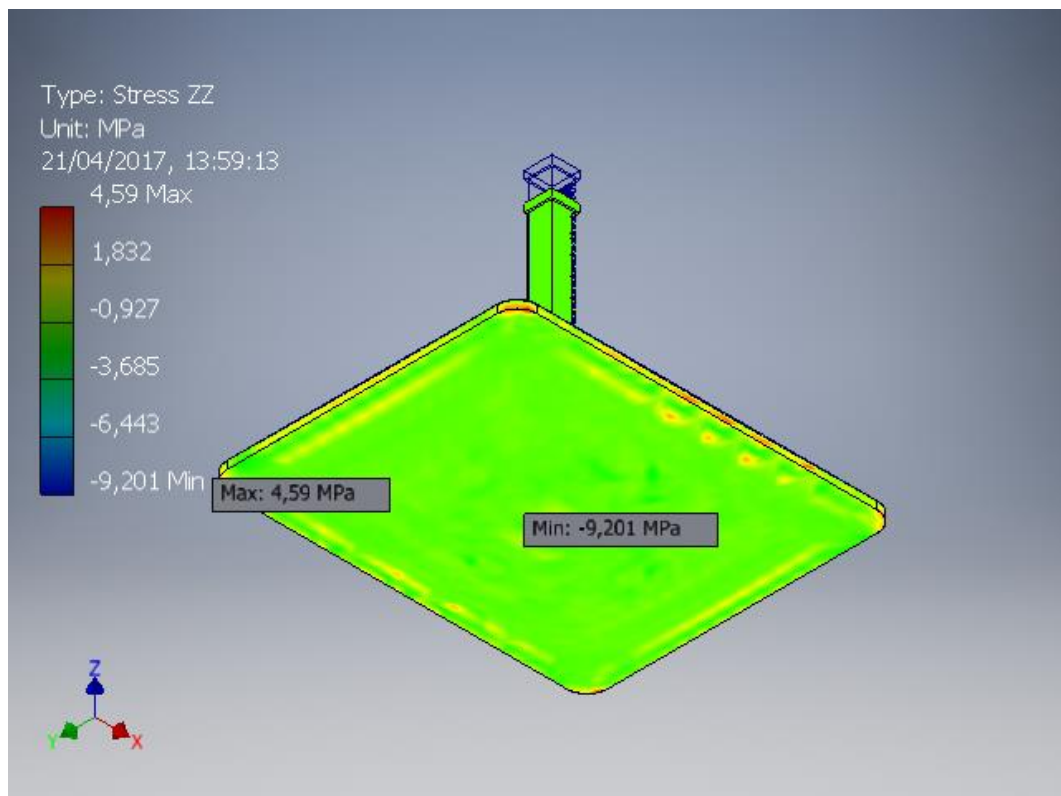 Type: Stress ZZ
Unit: MPa
21/04/2017, 13:59:13
4,59 Max
1,832
-0,927
-3,685
-6,443
-9,201 Min
Max: 4,59 MPa
Min: -9,201 MPa
Z
Y
X